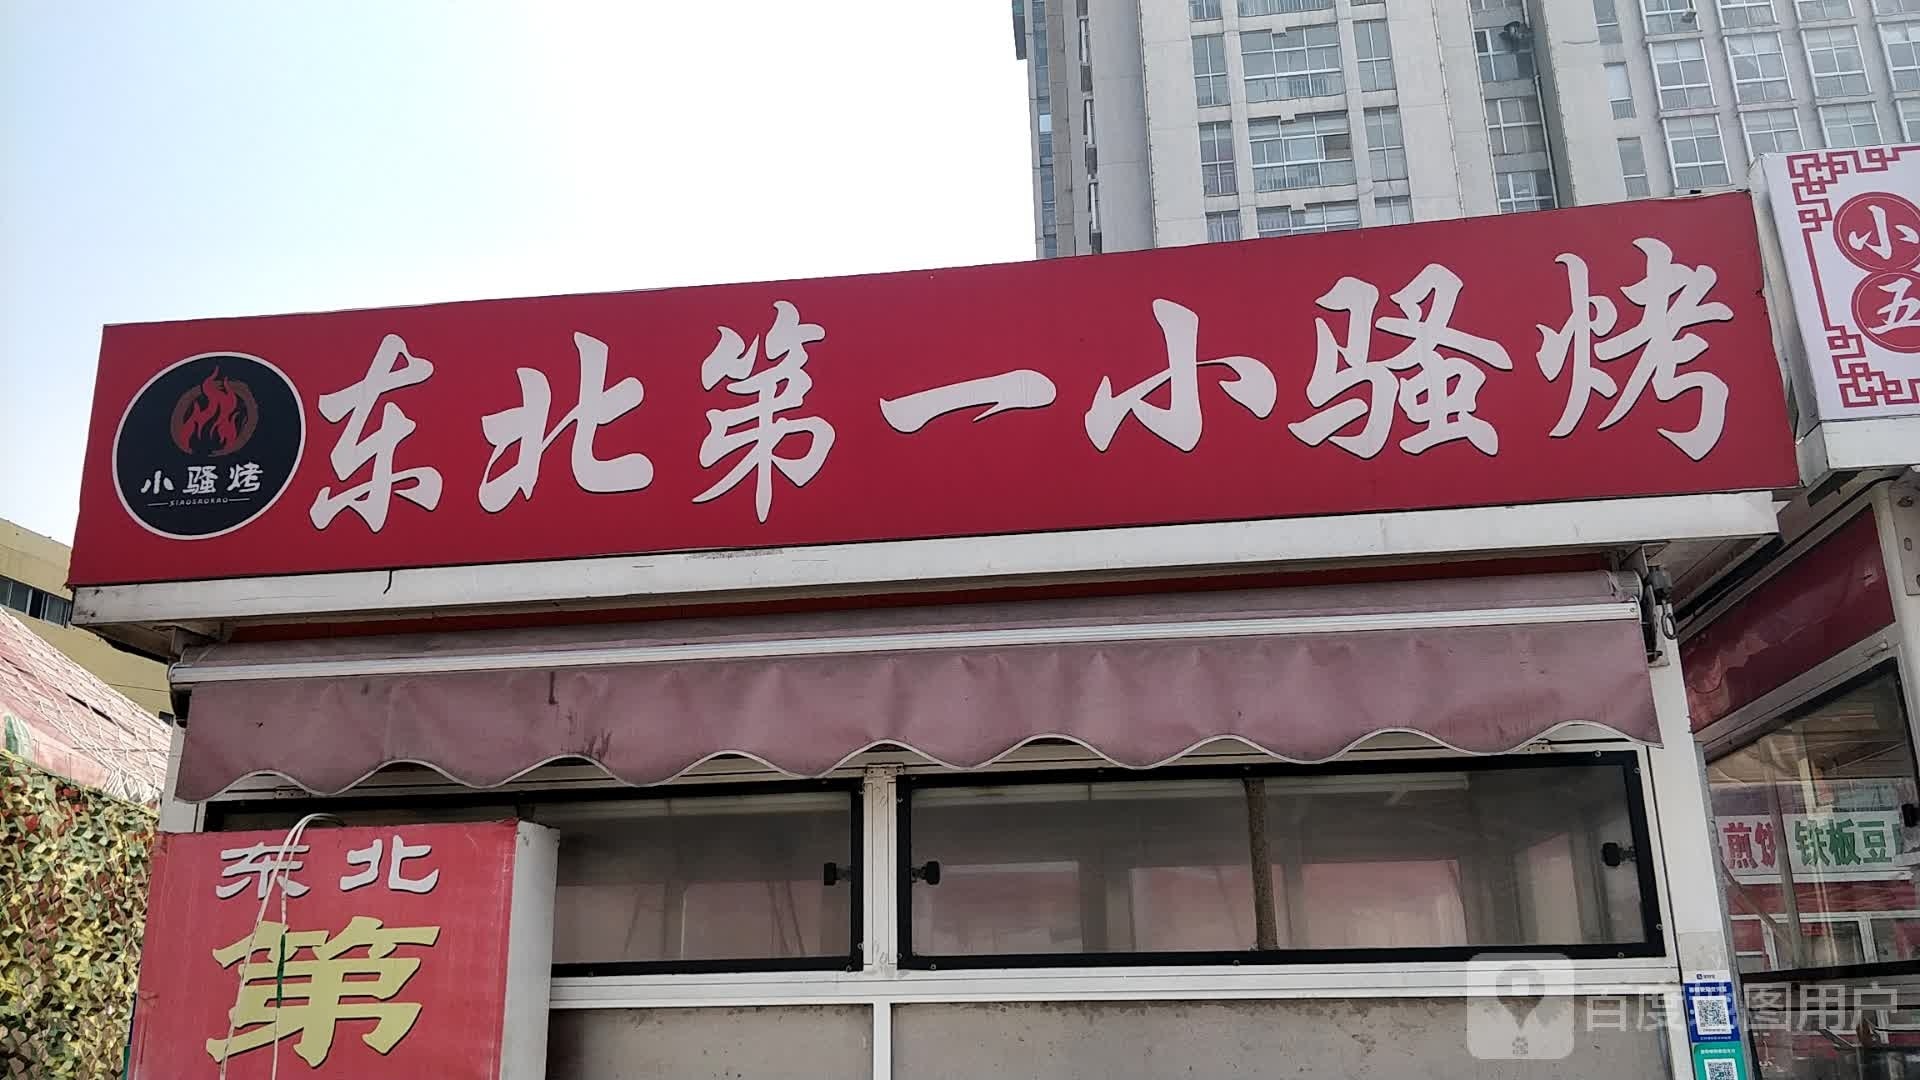 东北第一小骚烤
小骚烤
XIAOSAOKAO
小
五
东北
第
煎饼 铁板豆
百度地图用户